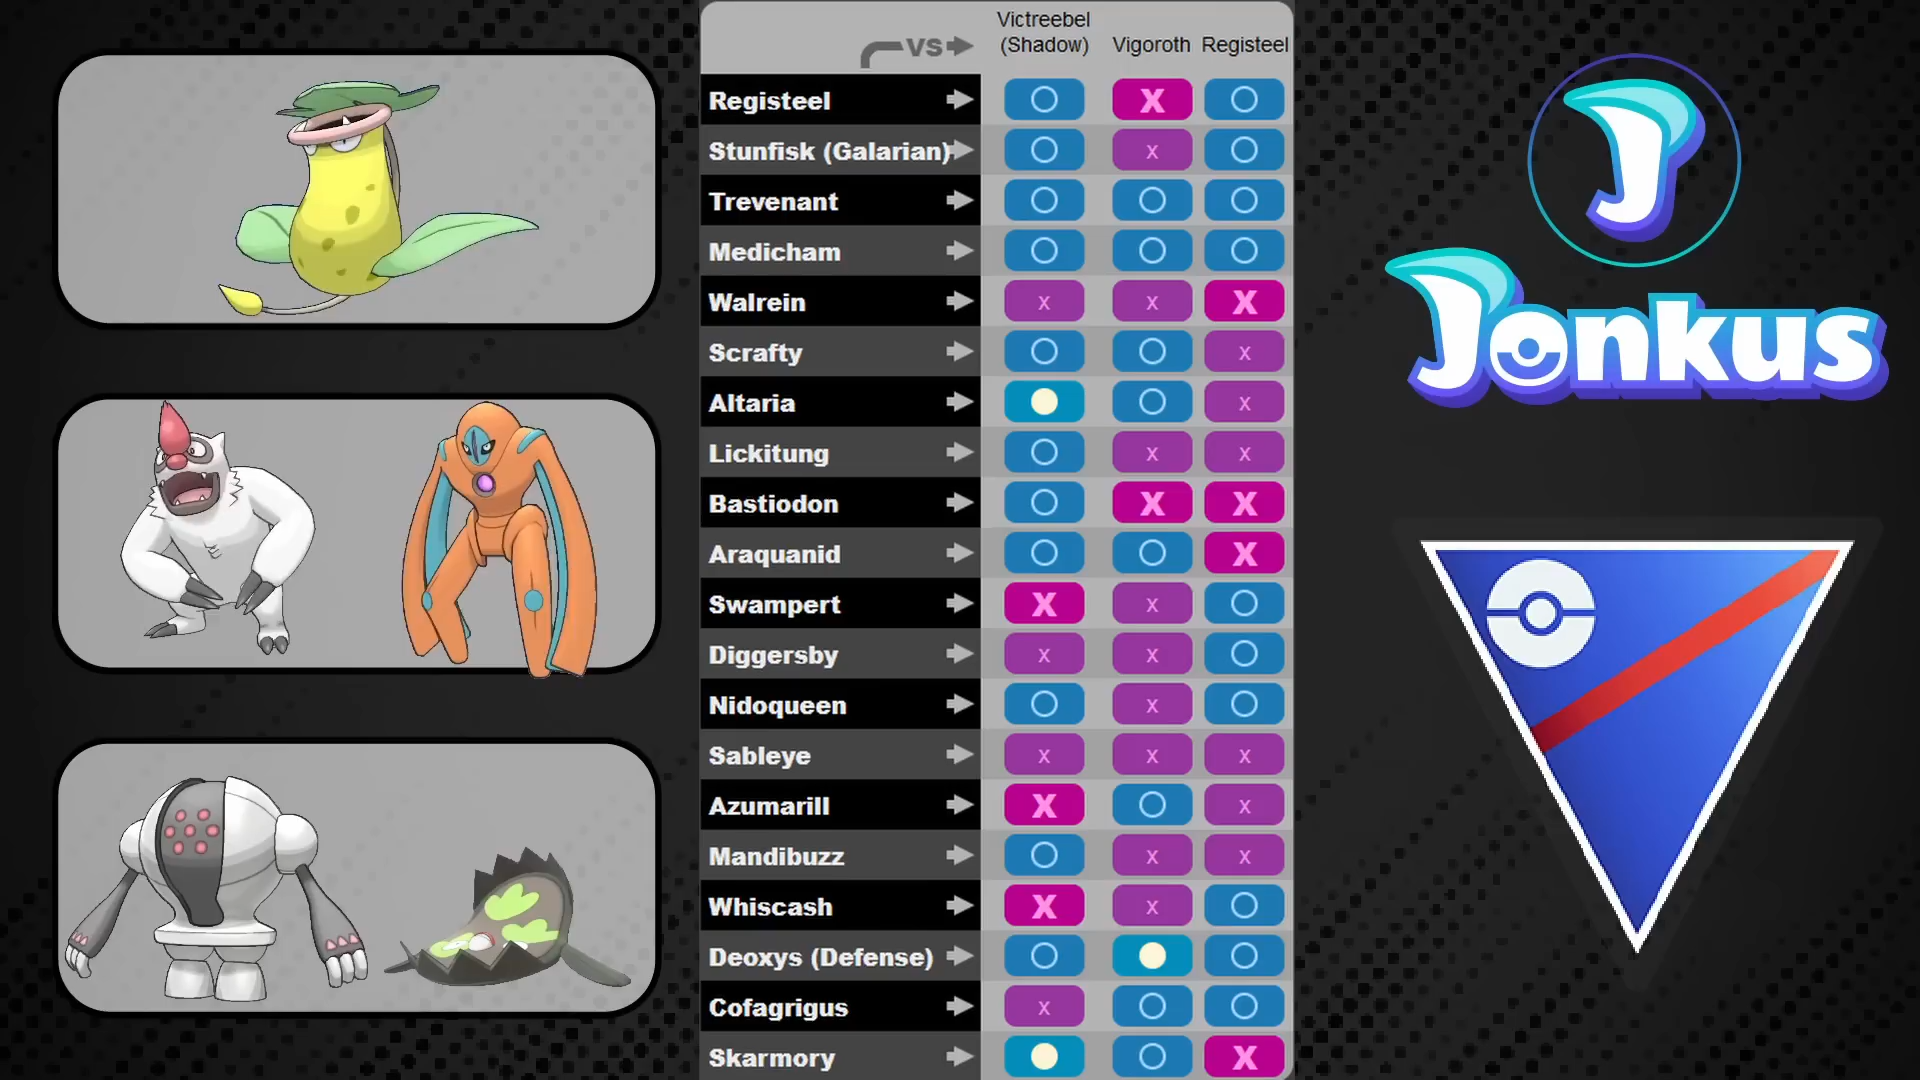 Victreebel
(Shadow)
Vigoroth
Registeel
VS
Registeel
O
X
O
Stunfisk (Galarian)
O
x
O
Trevenant
O
O
O
Medicham
O
O
O
Walrein
x
x
X
Scrafty
O
O
x
Altaria
O
x
Lickitung
O
x
x
Bastiodon
O
X
X
Araquanid
O
O
X
Swampert
X
x
O
Diggersby
x
x
O
Nidoqueen
O
x
O
Sableye
x
x
x
Azumarill
X
O
x
Mandibuzz
O
x
x
Whiscash
X
x
O
Deoxys (Defense)
O
O
Cofagrigus
x
O
O
Skarmory
O
X
J
Jonkus